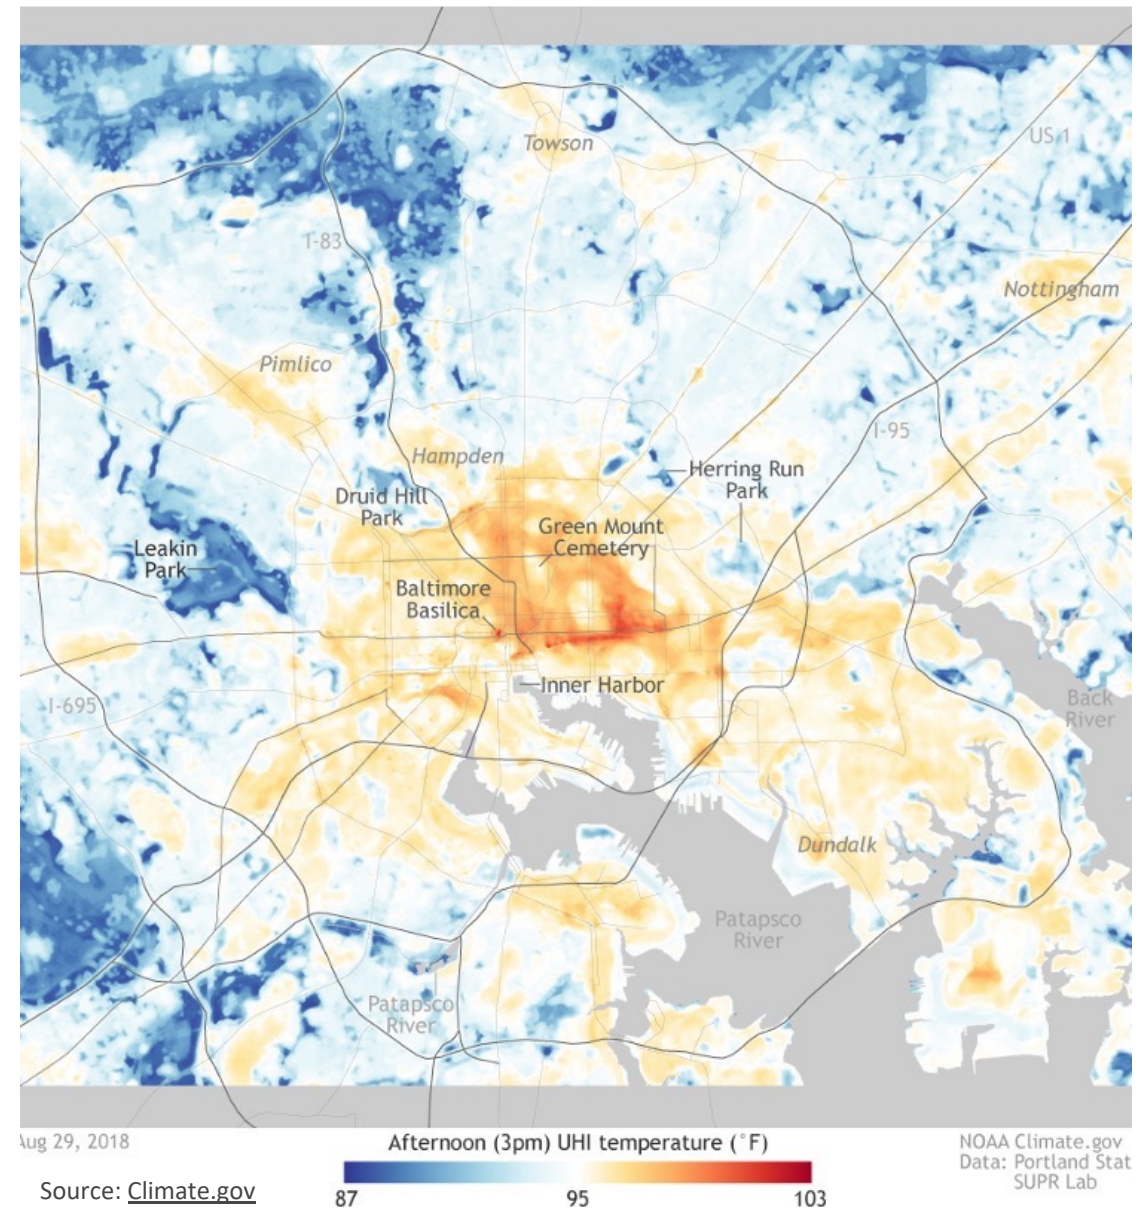 Towson
US 1
I-83
Nottingham
Pimlico
I-95
Hampden
Herring Run
Park
Druid Hill
Park
Green Mount
Cemetery
Leakin
Park
Baltimore
Basilica
Inner Harbor
I-695
Back
River
Dundalk
Patapsco
River
Patapsco
River
Aug 29, 2018
Afternoon (3pm) UHI temperature (°F)
NOAA Climate.gov
Data: Portland Stat
SUPR Lab
Source: Climate.gov
87
95
103